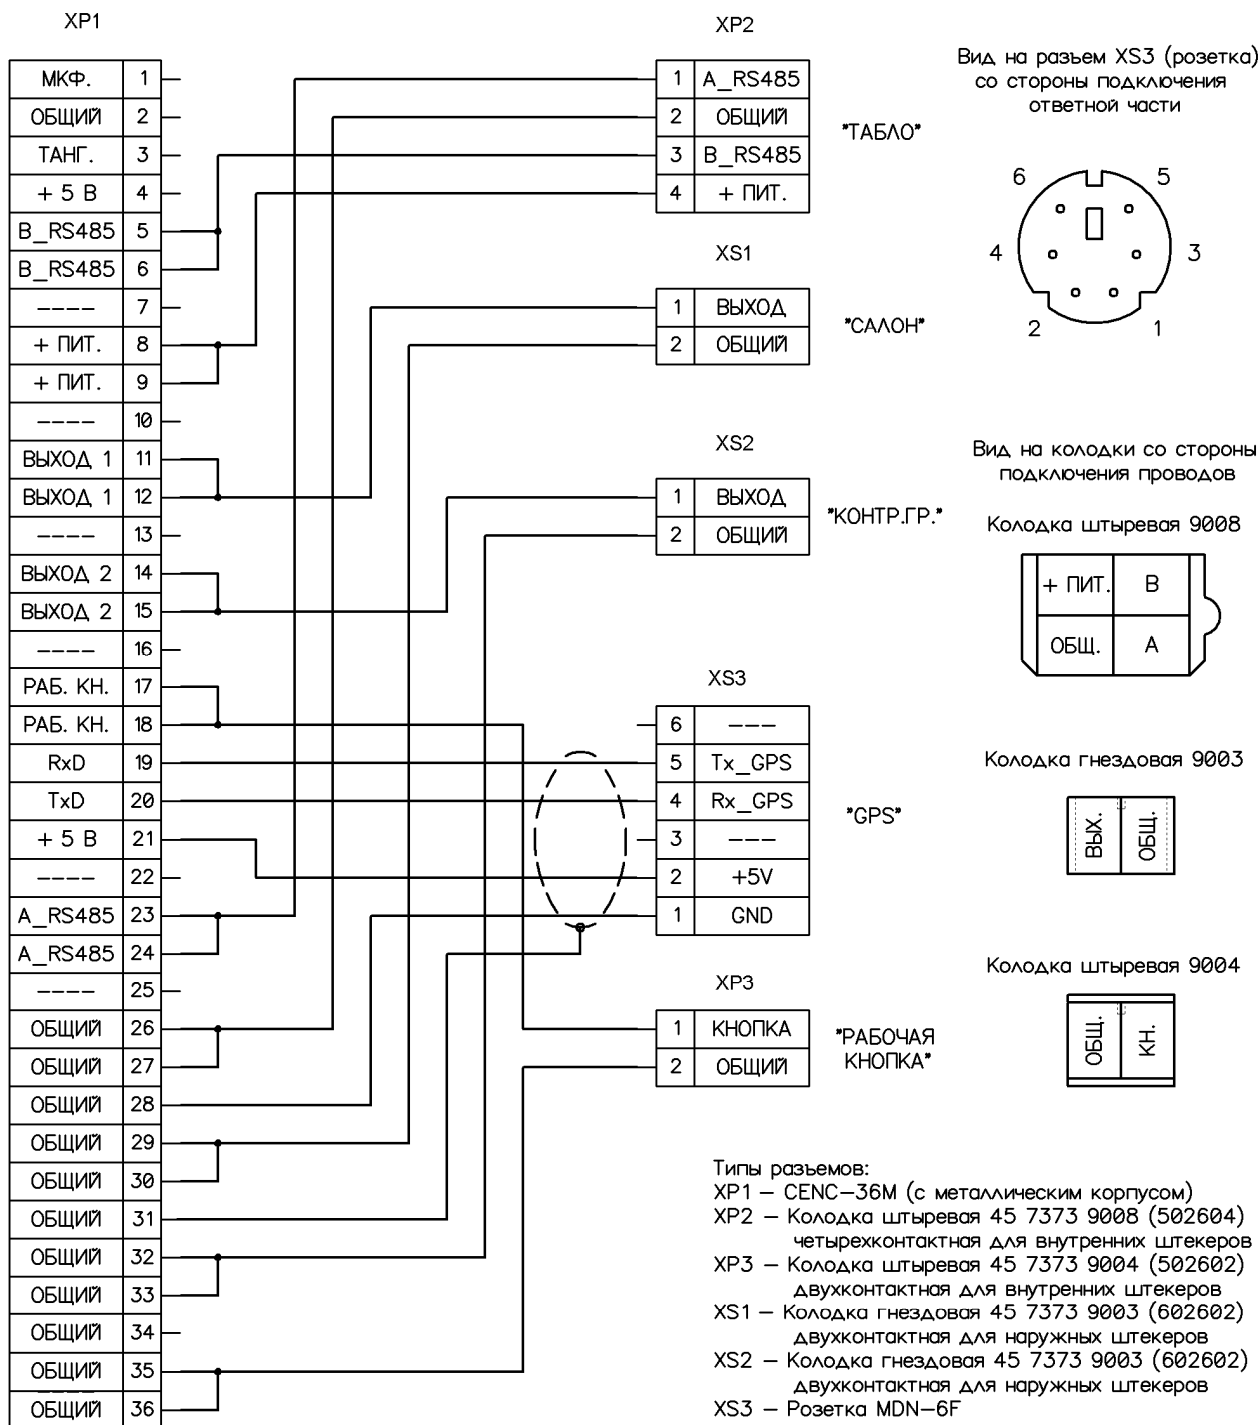 XP1
МКФ. 1
ОБЩИЙ 2
ТАНГ. 3
+ 5 В 4
B_RS485 5
B_RS485 6
---- 7
+ ПИТ. 8
+ ПИТ. 9
---- 10
ВЫХОД 1 11
ВЫХОД 1 12
---- 13
ВЫХОД 2 14
ВЫХОД 2 15
---- 16
РАБ. КН. 17
РАБ. КН. 18
RxD 19
TxD 20
+ 5 В 21
---- 22
A_RS485 23
A_RS485 24
---- 25
ОБЩИЙ 26
ОБЩИЙ 27
ОБЩИЙ 28
ОБЩИЙ 29
ОБЩИЙ 30
ОБЩИЙ 31
ОБЩИЙ 32
ОБЩИЙ 33
ОБЩИЙ 34
ОБЩИЙ 35
ОБЩИЙ 36
XP2
1 A_RS485
2 ОБЩИЙ
3 B_RS485
4 + ПИТ.
"ТАБЛО"
XS1
1 ВЫХОД
2 ОБЩИЙ
"САЛОН"
XS2
1 ВЫХОД
2 ОБЩИЙ
"КОНТР.ГР."
XS3
6 ---
5 Tx_GPS
4 Rx_GPS
3 ---
2 +5V
1 GND
"GPS"
XP3
1 КНОПКА
2 ОБЩИЙ
"РАБОЧАЯ
КНОПКА"
Вид на разъем XS3 (розетка)
со стороны подключения
ответной части
6 5
4 3
2 1
Вид на колодки со стороны
подключения проводов
Колодка штыревая 9008
+ ПИТ. В
ОБЩ. А
Колодка гнездовая 9003
ВЫХ. ОБЩ.
Колодка штыревая 9004
ОБЩ. КН.
Типы разъемов:
XP1 – CENC–36M (с металлическим корпусом)
XP2 – Колодка штыревая 45 7373 9008 (502604)
четырехконтактная для внутренних штекеров
XP3 – Колодка штыревая 45 7373 9004 (502602)
двухконтактная для внутренних штекеров
XS1 – Колодка гнездовая 45 7373 9003 (602602)
двухконтактная для наружных штекеров
XS2 – Колодка гнездовая 45 7373 9003 (602602)
двухконтактная для наружных штекеров
XS3 – Розетка MDN–6F